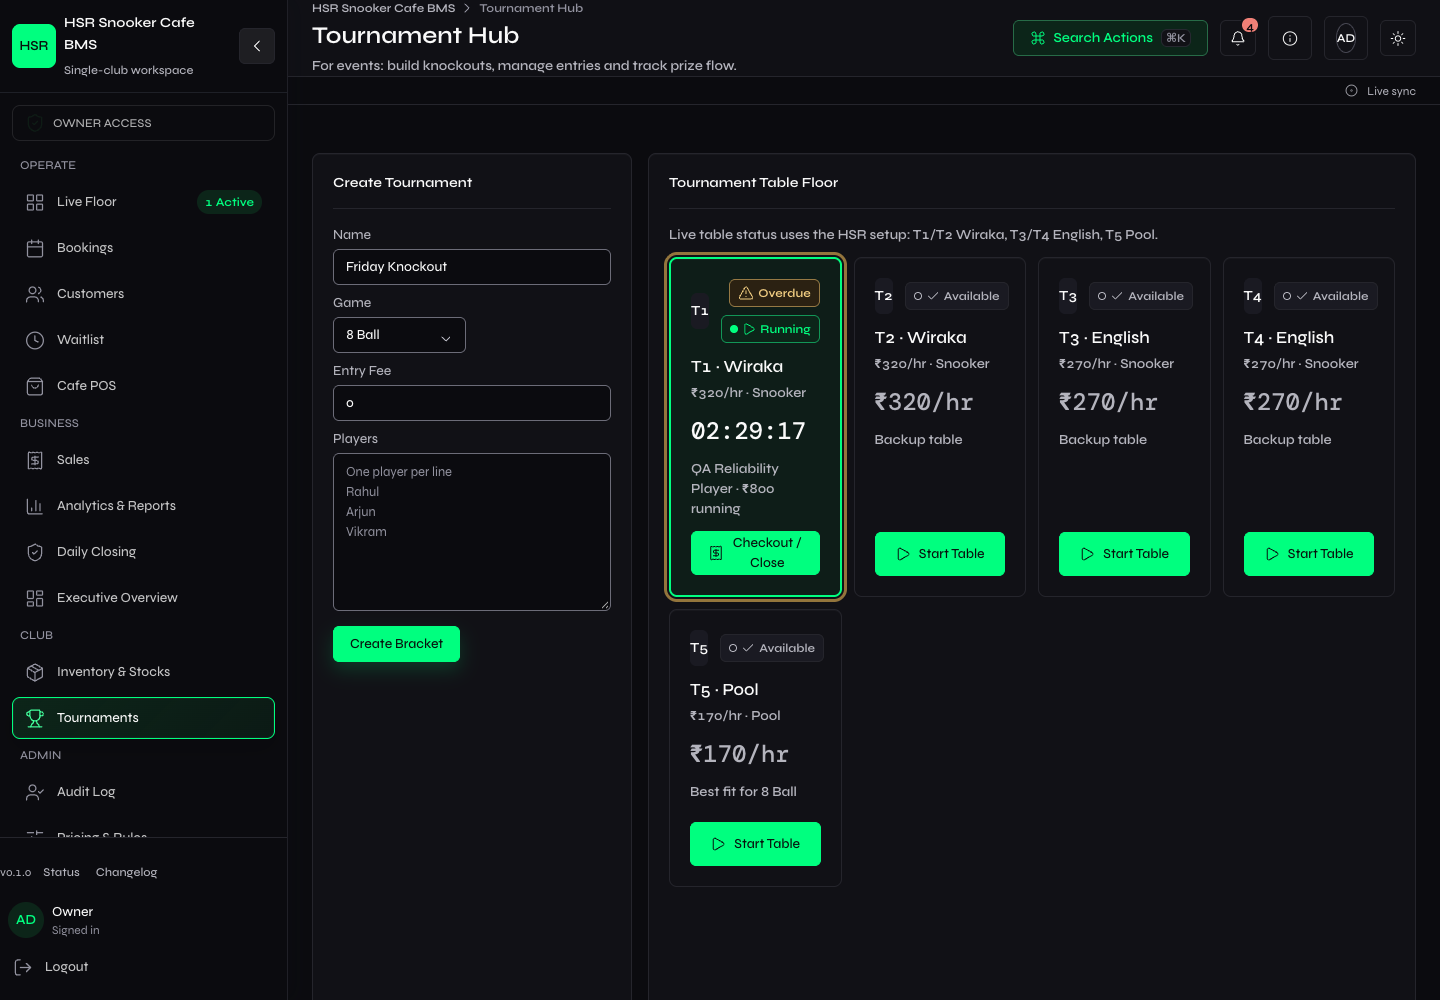 HSR
HSR Snooker Cafe
BMS
Single-club workspace
OWNER ACCESS
OPERATE
Live Floor
1 Active
Bookings
Customers
Waitlist
Cafe POS
BUSINESS
Sales
Analytics & Reports
Daily Closing
Executive Overview
CLUB
Inventory & Stocks
Tournaments
ADMIN
Audit Log
Pricing & Rules
v0.1.0 Status Changelog
AD
Owner
Signed in
Logout
HSR Snooker Cafe BMS > Tournament Hub
Tournament Hub
For events: build knockouts, manage entries and track prize flow.
Search Actions ⌘K
4
AD
Live sync
Create Tournament
Name
Friday Knockout
Game
8 Ball
Entry Fee
0
Players
One player per line
Rahul
Arjun
Vikram
Create Bracket
Tournament Table Floor
Live table status uses the HSR setup: T1/T2 Wiraka, T3/T4 English, T5 Pool.
T1
Overdue
Running
T1 · Wiraka
₹320/hr · Snooker
02:29:17
QA Reliability
Player · ₹800
running
Checkout /
Close
T2
Available
T2 · Wiraka
₹320/hr · Snooker
₹320/hr
Backup table
Start Table
T3
Available
T3 · English
₹270/hr · Snooker
₹270/hr
Backup table
Start Table
T4
Available
T4 · English
₹270/hr · Snooker
₹270/hr
Backup table
Start Table
T5
Available
T5 · Pool
₹170/hr · Pool
₹170/hr
Best fit for 8 Ball
Start Table